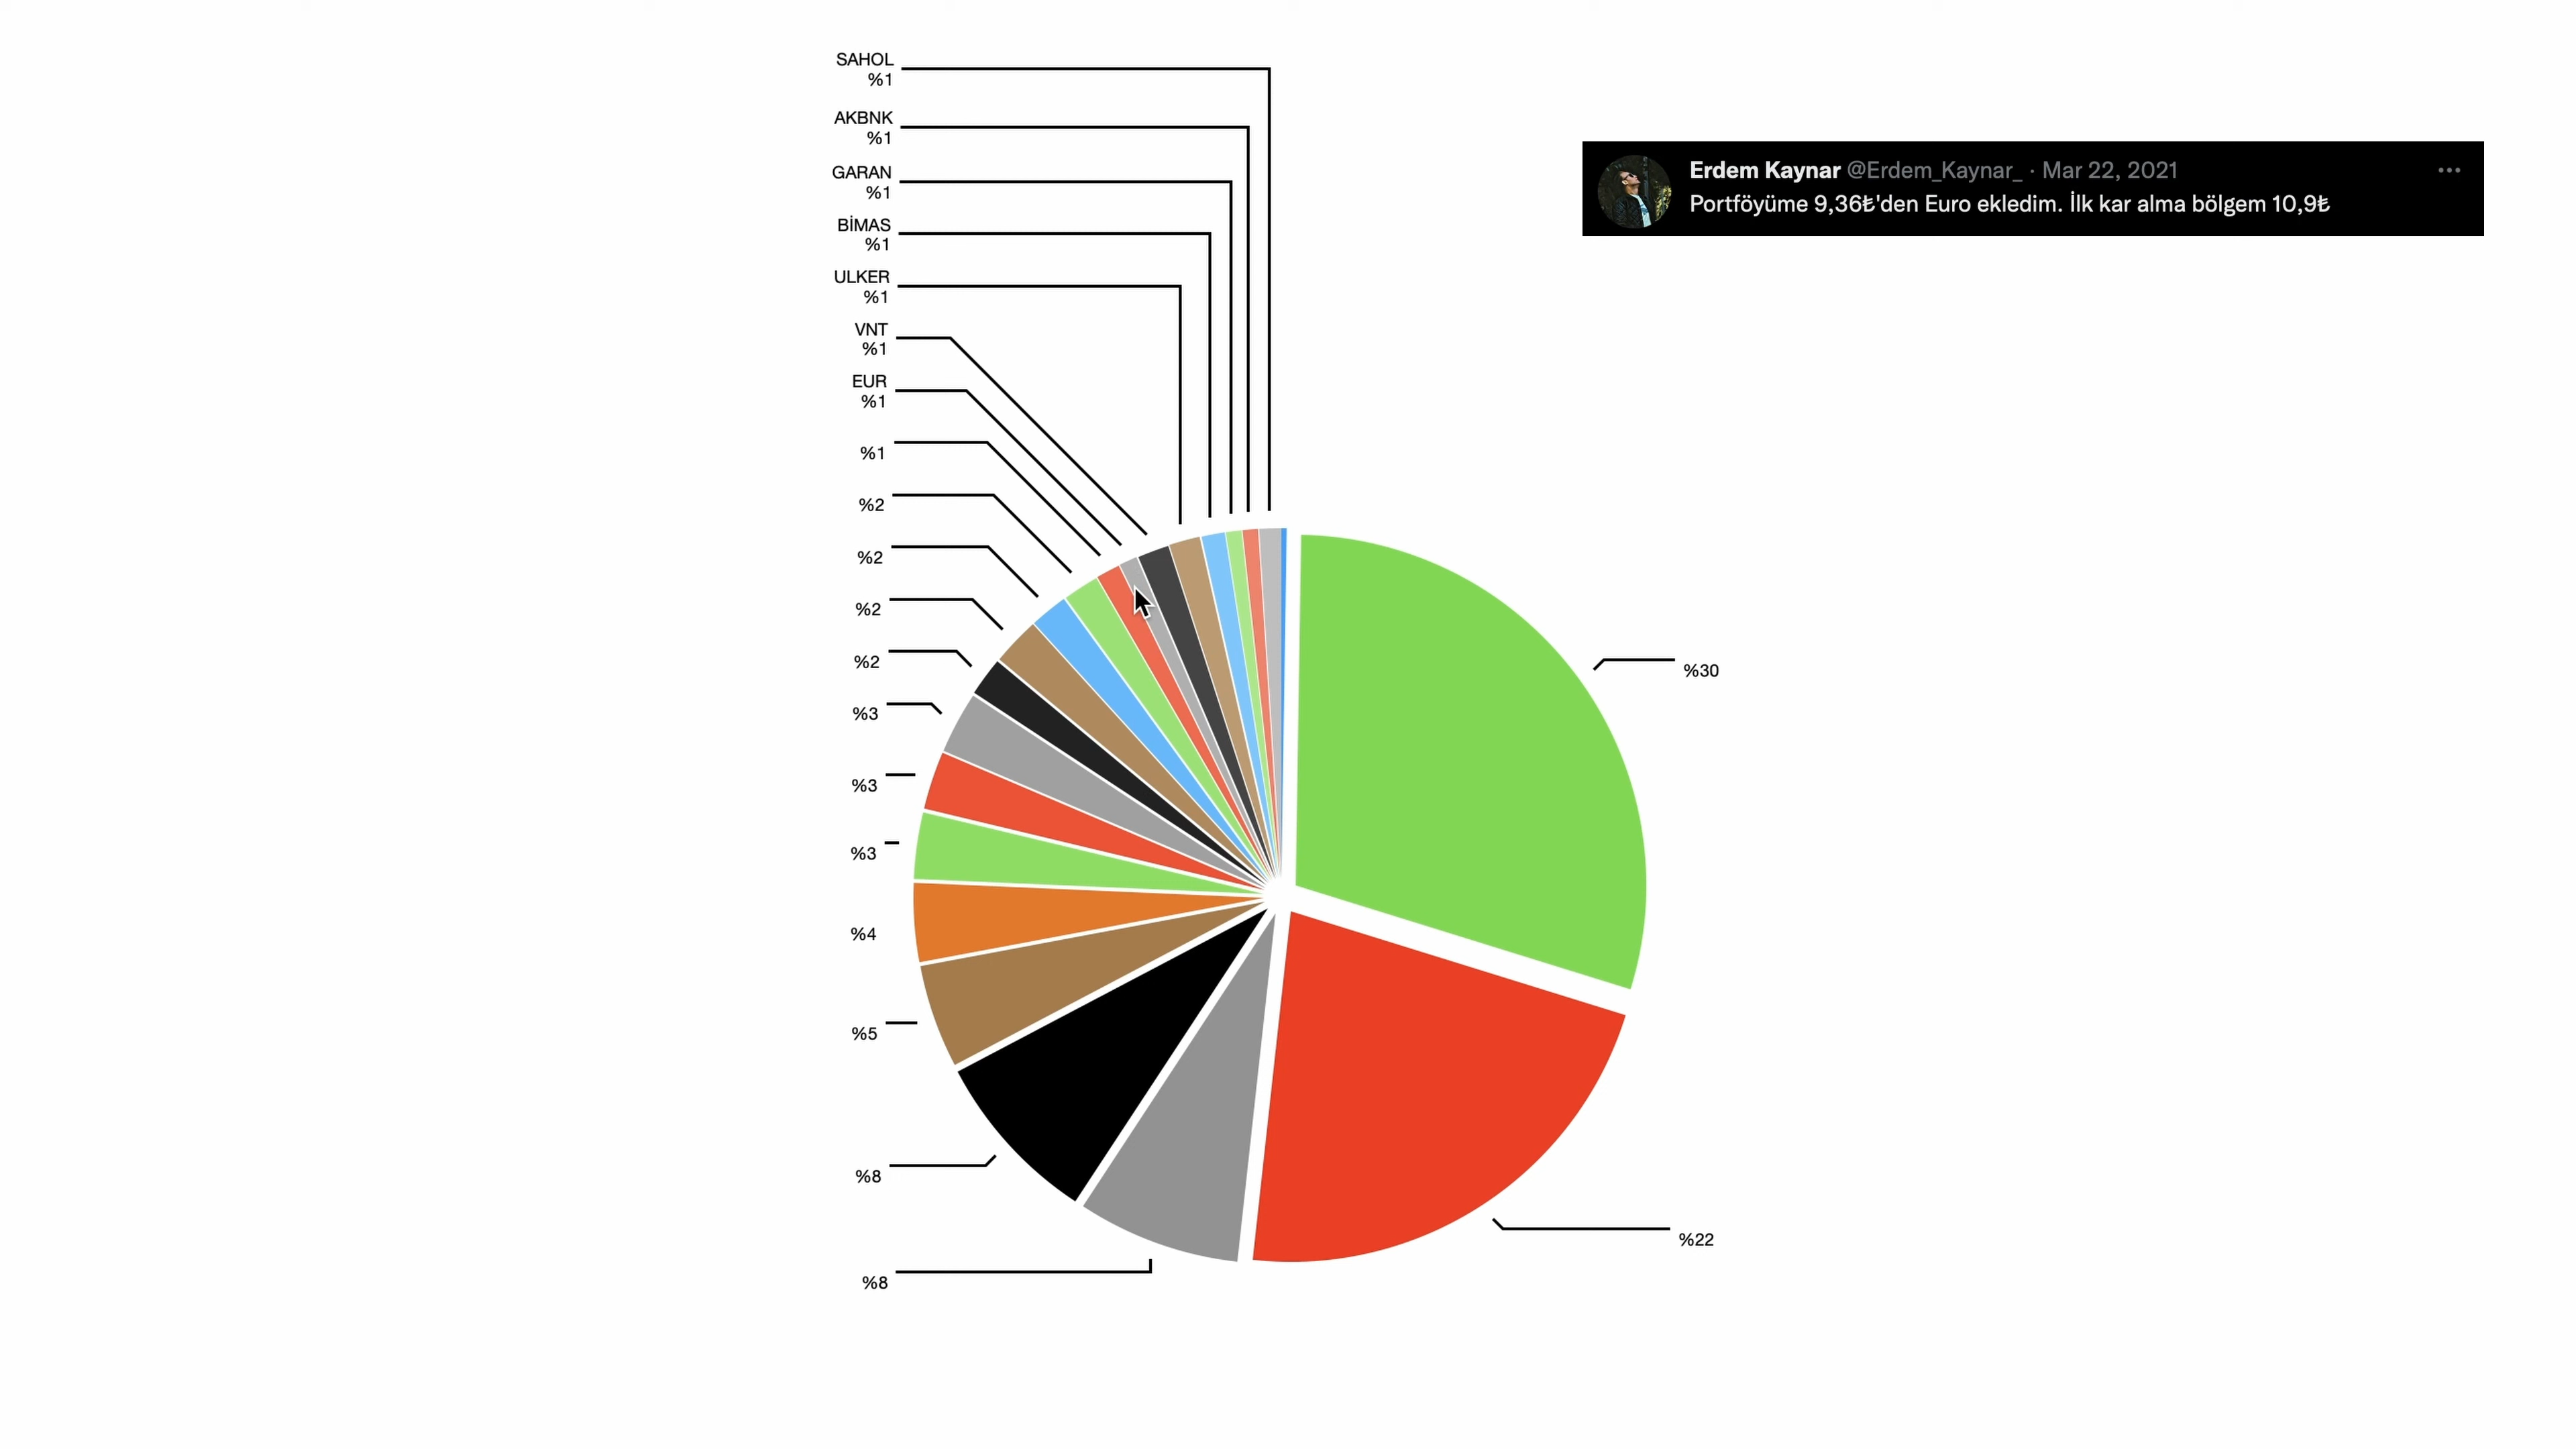 SAHOL
%1
AKBNK
%1
GARAN
%1
BİMAS
%1
ULKER
%1
VNT
%1
EUR
%1
%1
%2
%2
%2
%2
%3
%3
%3
%4
%5
%8
%8
%30
%22
Erdem Kaynar @Erdem_Kaynar_ · Mar 22, 2021
Portföyüme 9,36₺'den Euro ekledim. İlk kar alma bölgem 10,9₺